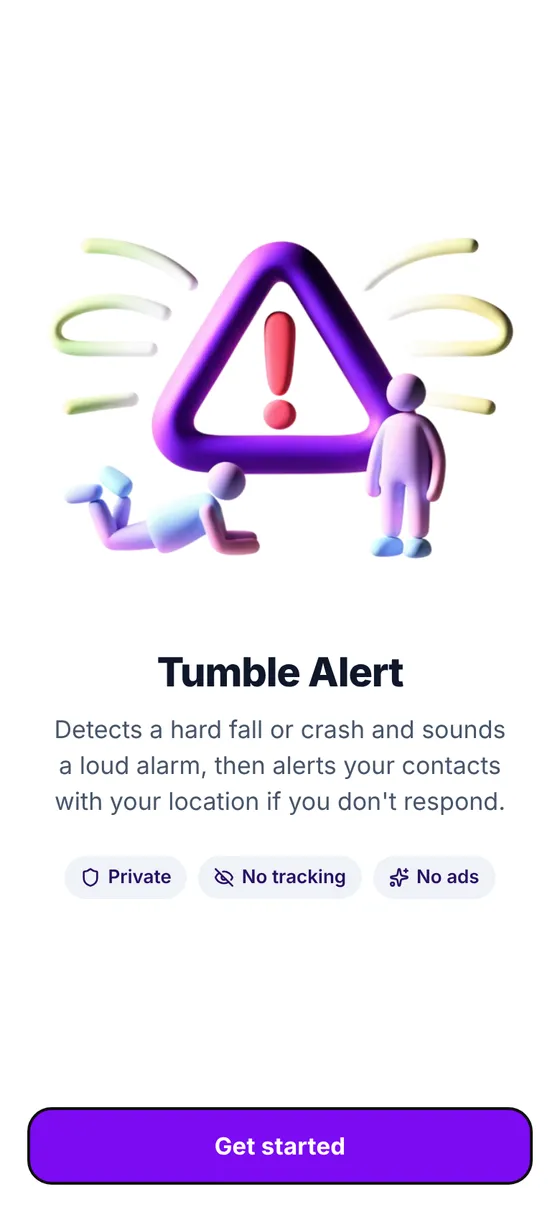 Tumble Alert
Detects a hard fall or crash and sounds
a loud alarm, then alerts your contacts
with your location if you don't respond.
Private
No tracking
No ads
Get started